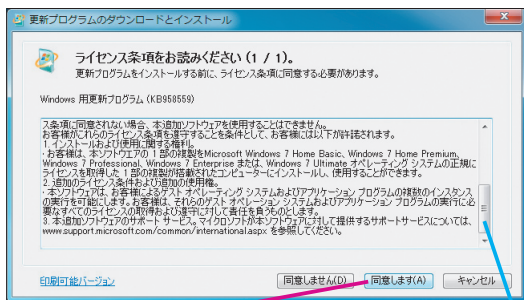 更新プログラムのダウンロードとインストール
ライセンス条項をお読みください (1 / 1)。
更新プログラムをインストールする前に、ライセンス条項に同意する必要があります。
Windows 用更新プログラム (KB958559)
ス条項に同意されない場合、本追加ソフトウェアを使用することはできません。
お客様がこれらのライセンス条項を遵守することを条件として、お客様には以下が許諾されます。
1. インストールおよび使用に関する権利。
・お客様は、本ソフトウェアの 1 部の複製をMicrosoft Windows 7 Home Basic、Windows 7 Home Premium、
Windows 7 Professional、Windows 7 Enterprise または、Windows 7 Ultimate オペレーティング システムの正規に
ライセンスを取得した 1 部の複製が搭載されたコンピューターにインストールし、使用することができます。
2. 追加のライセンス条件および追加の使用権。
・本ソフトウェアは、お客様によるゲスト オペレーティング システムおよびアプリケーション プログラムの複数のインスタンス
の実行を可能にします。お客様は、それらのゲスト オペレーション システムおよびアプリケーション プログラムの実行に必
要なすべてのライセンスの取得および遵守に対して責任を負うものとします。
3. 本追加ソフトウェアのサポート サービス。マイクロソフトが本ソフトウェアに対して提供するサポートサービスについては、
www.support.microsoft.com/common/international.aspx を参照してください。
印刷可能バージョン
同意しません(D)
同意します(A)
キャンセル